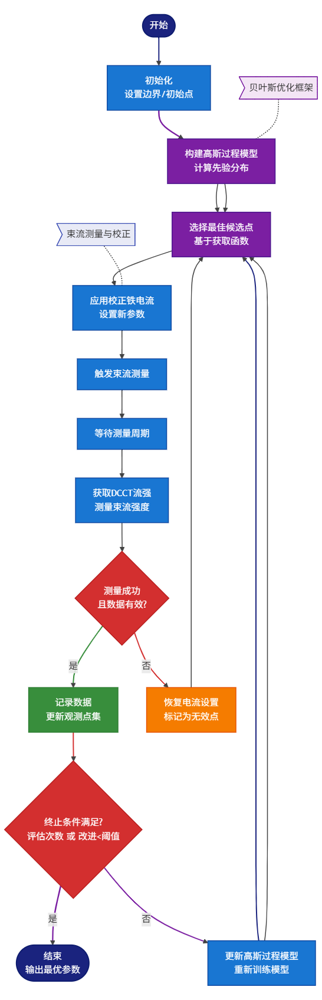 开始
初始化
设置边界/初始点
贝叶斯优化框架
构建高斯过程模型
计算先验分布
选择最佳候选点
基于获取函数
束流测量与校正
应用校正铁电流
设置新参数
触发束流测量
等待测量周期
获取DCCT流强
测量束流强度
测量成功
且数据有效?
是
否
记录数据
更新观测点集
恢复电流设置
标记为无效点
终止条件满足?
评估次数 或 改进<阈值
是
否
结束
输出最优参数
更新高斯过程模型
重新训练模型